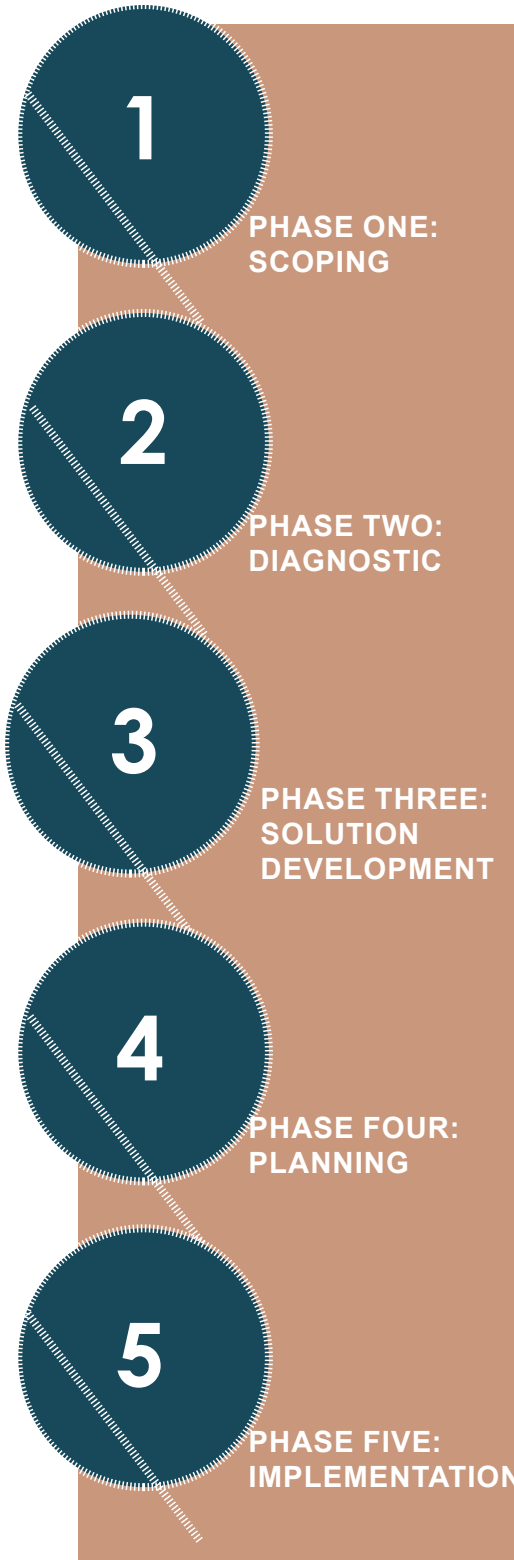 1
PHASE ONE:
SCOPING
2
PHASE TWO:
DIAGNOSTIC
3
PHASE THREE:
SOLUTION
DEVELOPMENT
4
PHASE FOUR:
PLANNING
5
PHASE FIVE:
IMPLEMENTATION